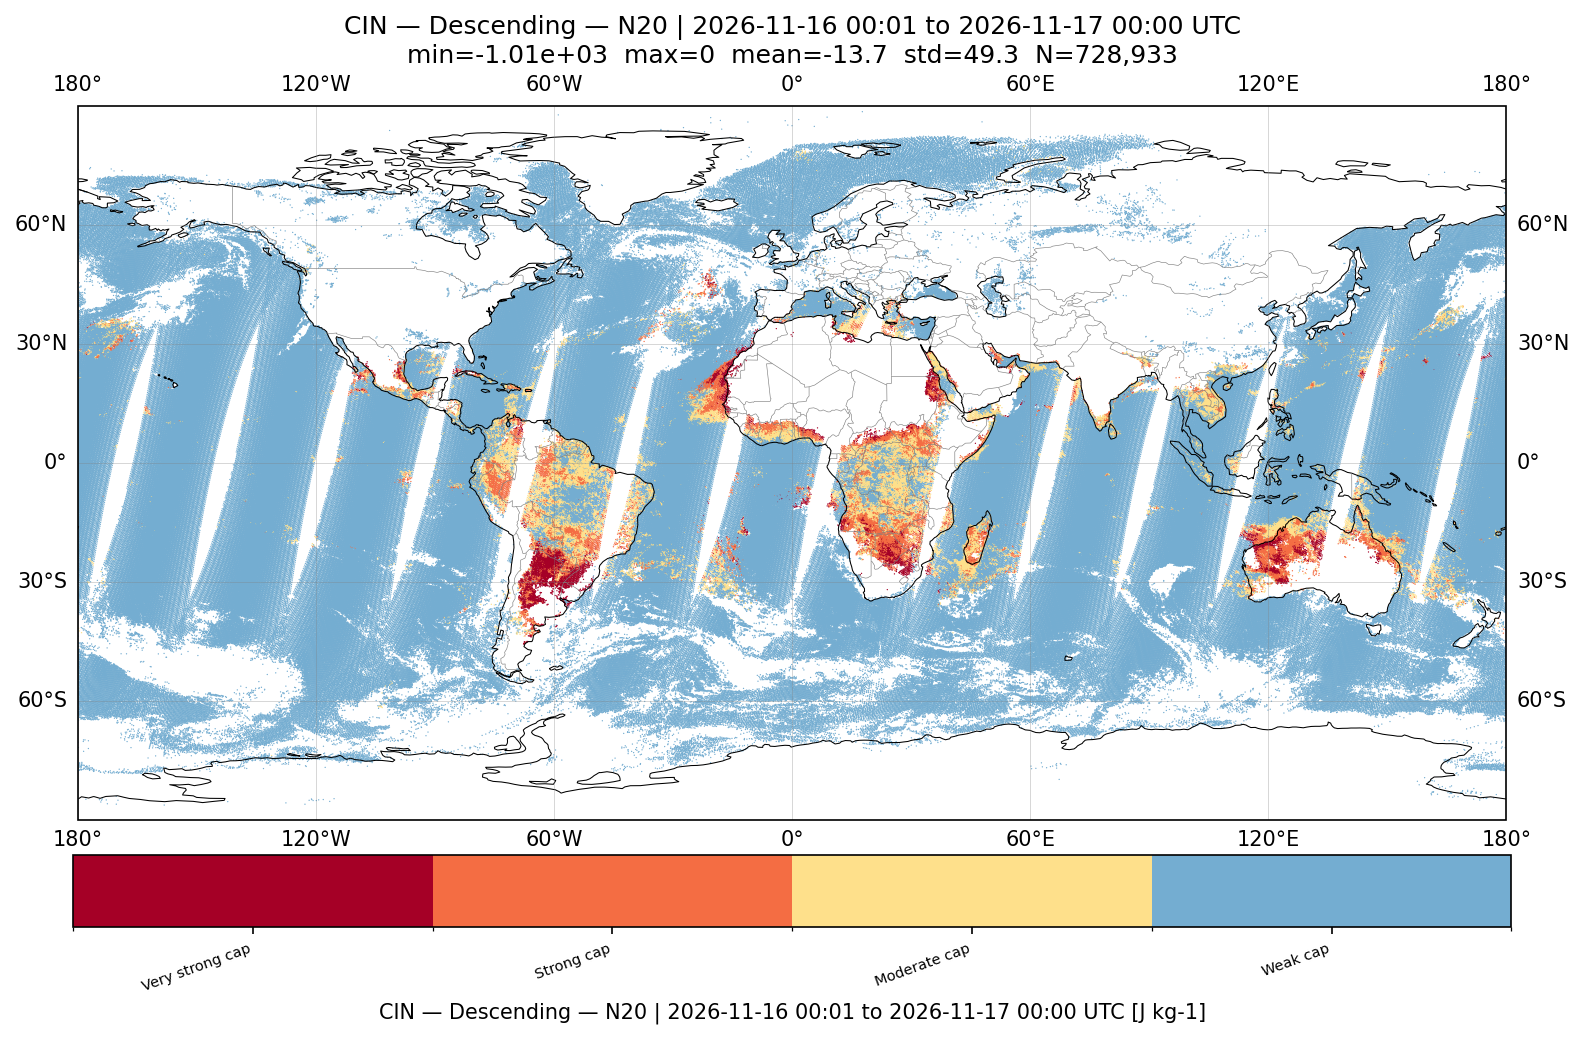 CIN — Descending — N20 | 2026-11-16 00:01 to 2026-11-17 00:00 UTC
min=-1.01e+03  max=0  mean=-13.7  std=49.3  N=728,933
180° 120°W 60°W 0° 60°E 120°E 180°
60°N 60°N
30°N 30°N
0° 0°
30°S 30°S
60°S 60°S
180° 120°W 60°W 0° 60°E 120°E 180°
Very strong cap Strong cap Moderate cap Weak cap
CIN — Descending — N20 | 2026-11-16 00:01 to 2026-11-17 00:00 UTC [J kg-1]